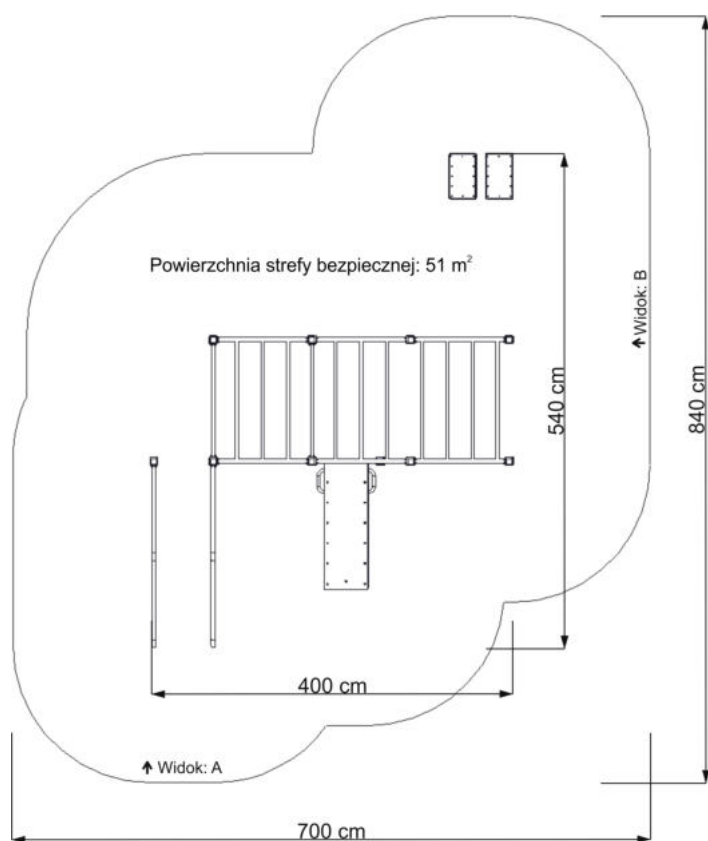 Powierzchnia strefy bezpiecznej: 51 m²
↑ Widok: B
540 cm
840 cm
400 cm
↑ Widok: A
700 cm